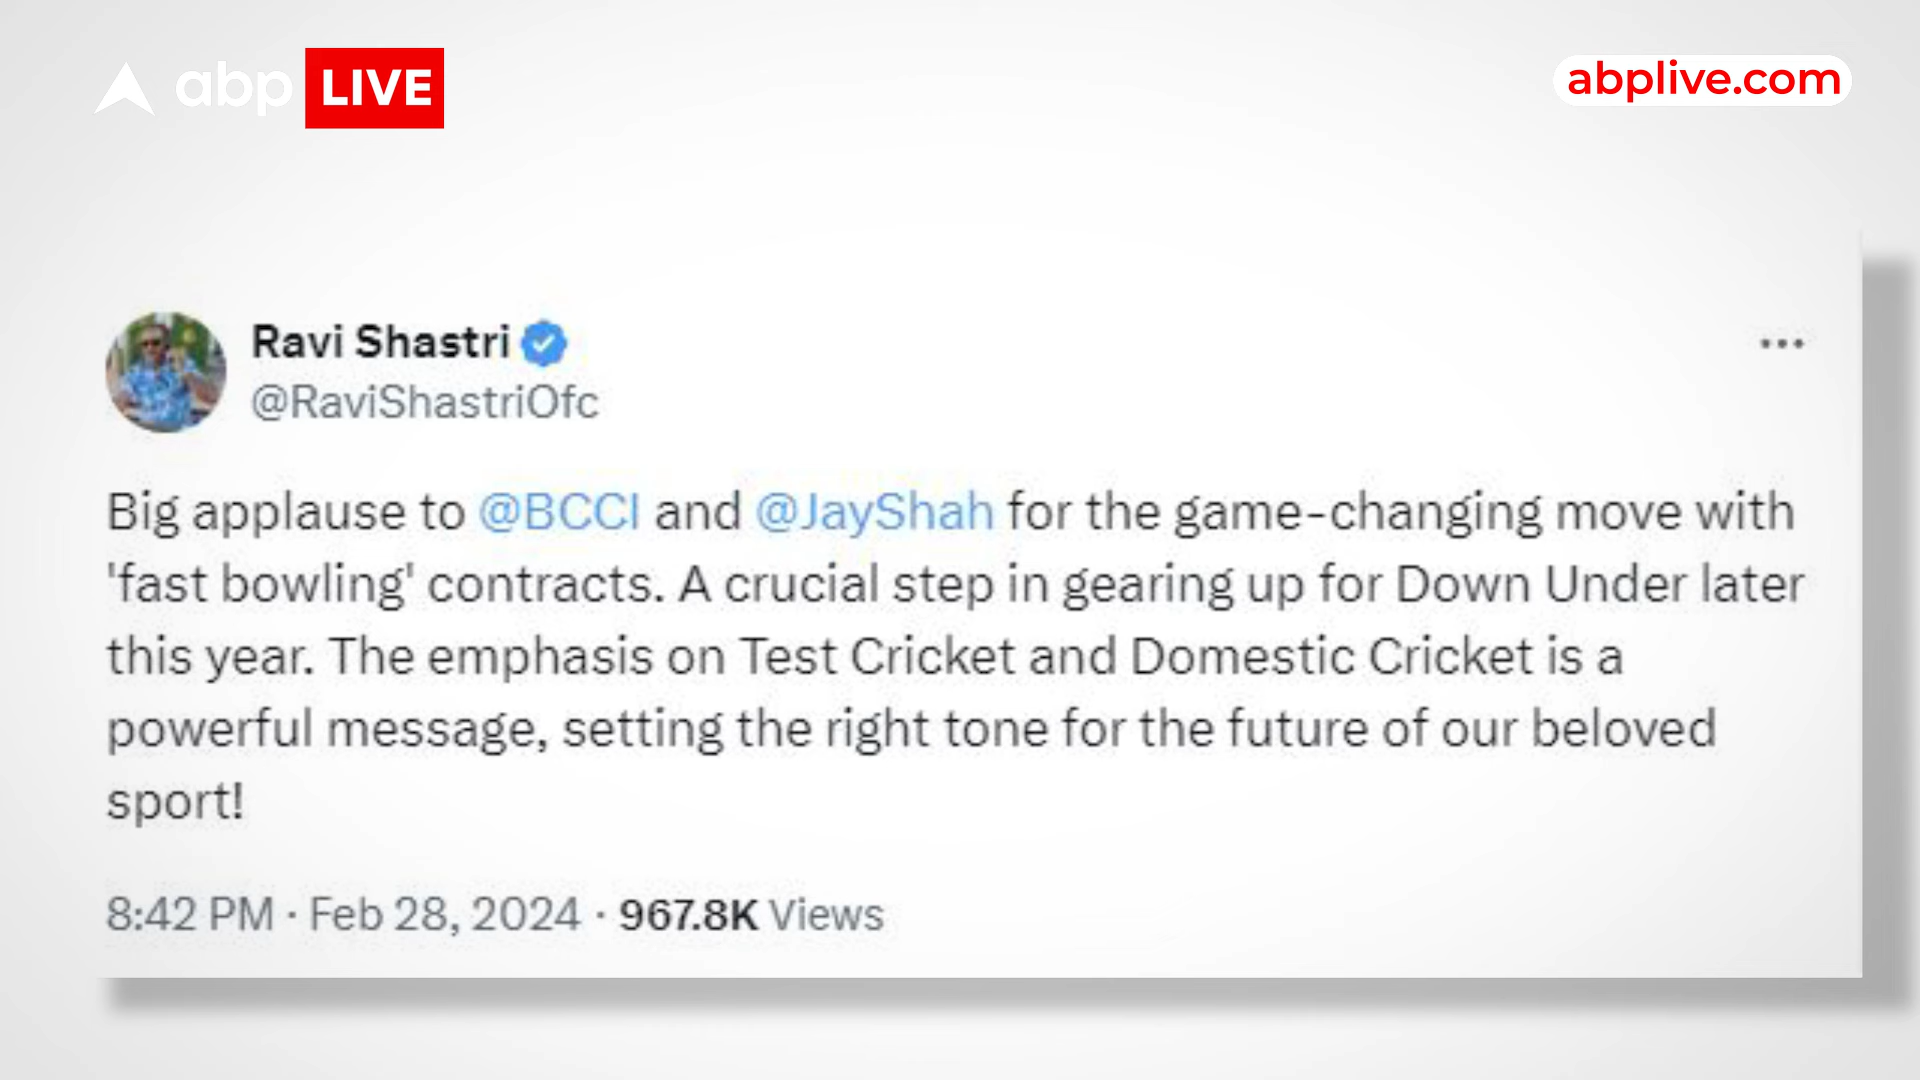 abp LIVE
abplive.com
Ravi Shastri
@RaviShastriOfc
Big applause to @BCCI and @JayShah for the game-changing move with
'fast bowling' contracts. A crucial step in gearing up for Down Under later
this year. The emphasis on Test Cricket and Domestic Cricket is a
powerful message, setting the right tone for the future of our beloved
sport!
8:42 PM · Feb 28, 2024 · 967.8K Views